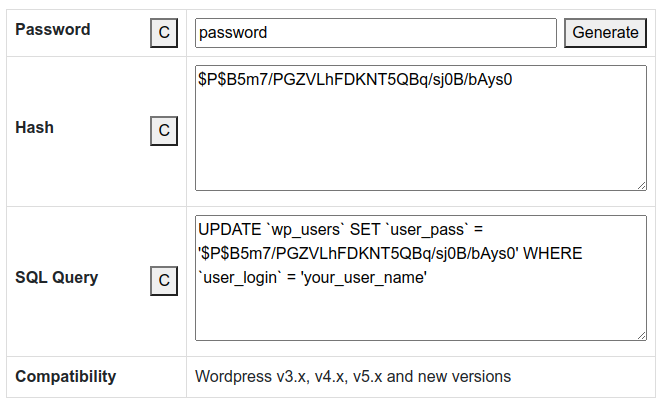 Password C password Generate
Hash C $P$B5m7/PGZVLhFDKNT5QBq/sj0B/bAys0
SQL Query C UPDATE `wp_users` SET `user_pass` =
'$P$B5m7/PGZVLhFDKNT5QBq/sj0B/bAys0' WHERE
`user_login` = 'your_user_name'
Compatibility Wordpress v3.x, v4.x, v5.x and new versions